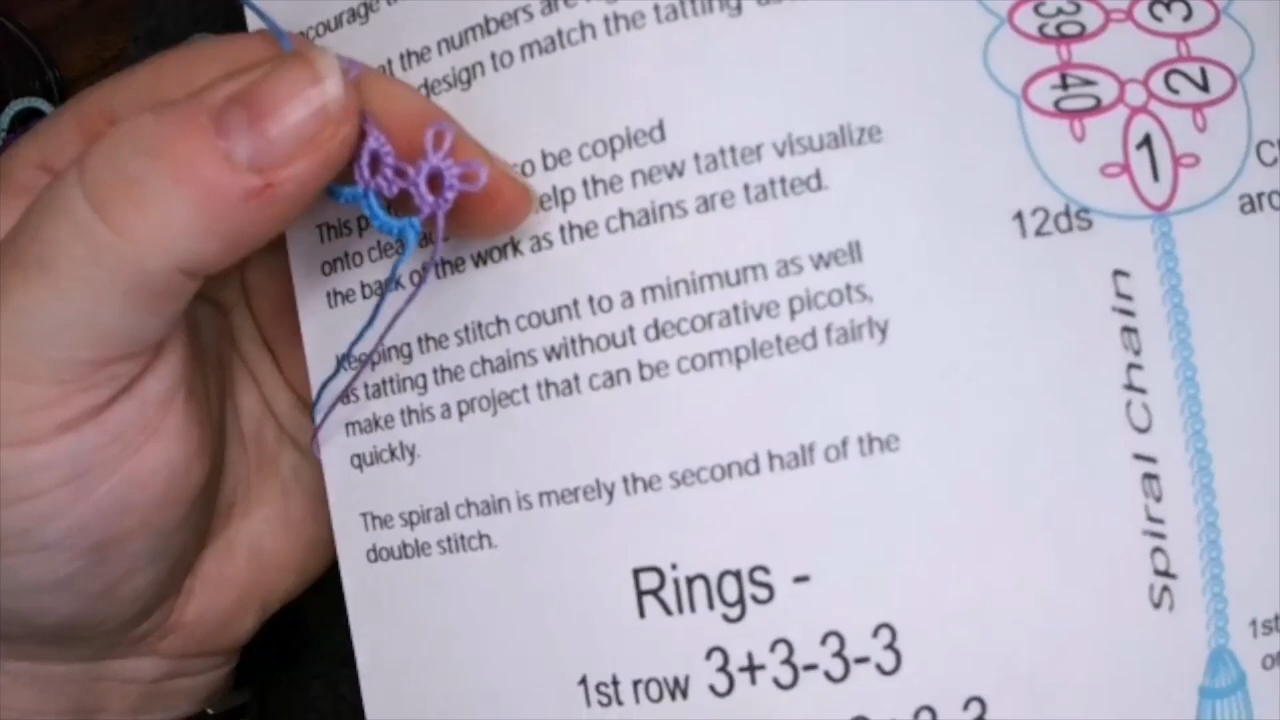 at the numbers are
design to match the tatting
to be copied
This help the new tatter visualize
onto clea
the back of the work as the chains are tatted.
Keeping the stitch count to a minimum as well
as tatting the chains without decorative picots,
make this a project that can be completed fairly
quickly.
The spiral chain is merely the second half of the
double stitch.
Rings -
1st row 3+3-3-3
39
3
40
2
1
12ds
Spiral Chain
1st